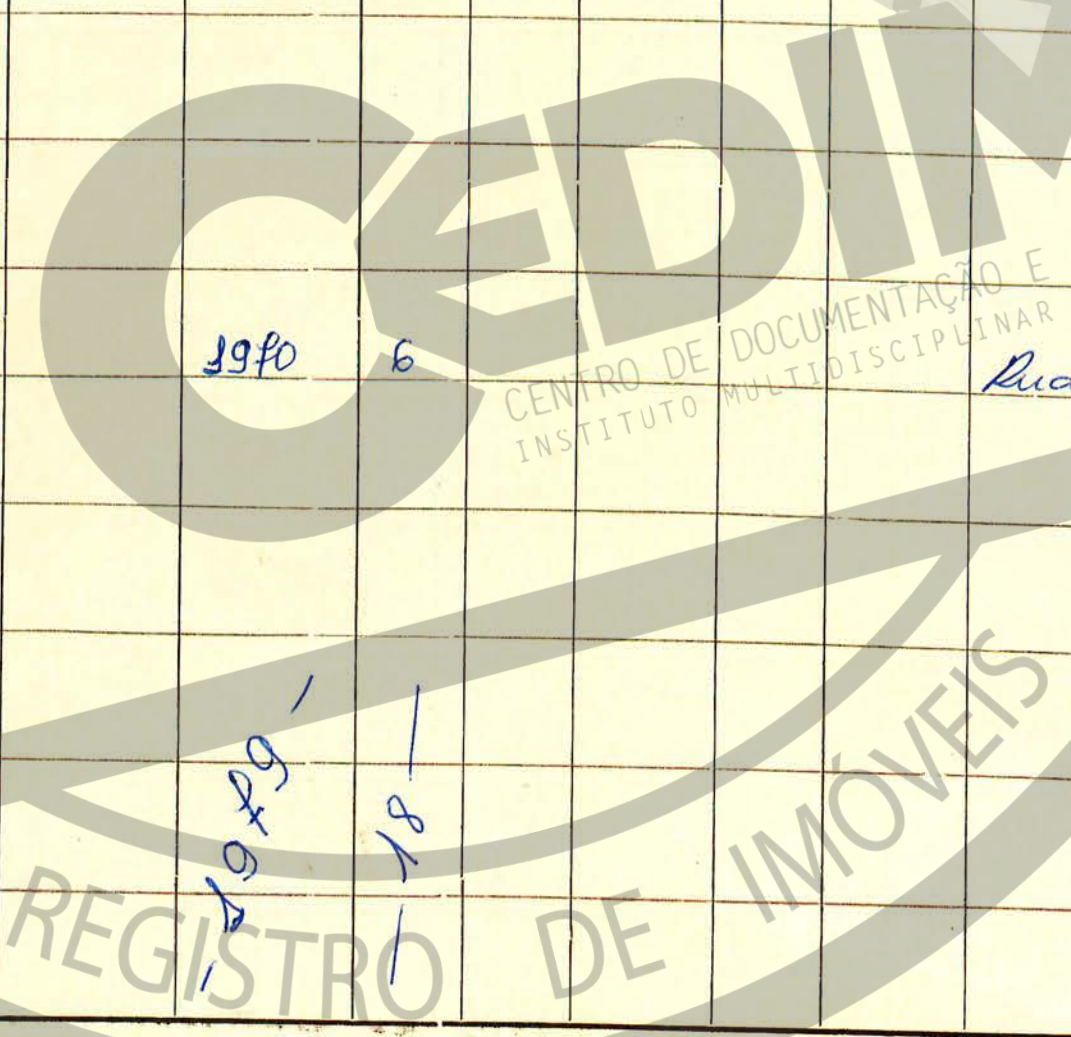 CEDIM
CENTRO DE DOCUMENTAÇÃO E
INSTITUTO MULTIDISCIPLINAR
1970 6 Rua
- 1979 -
- 18 -
REGISTRO DE IMÓVEIS